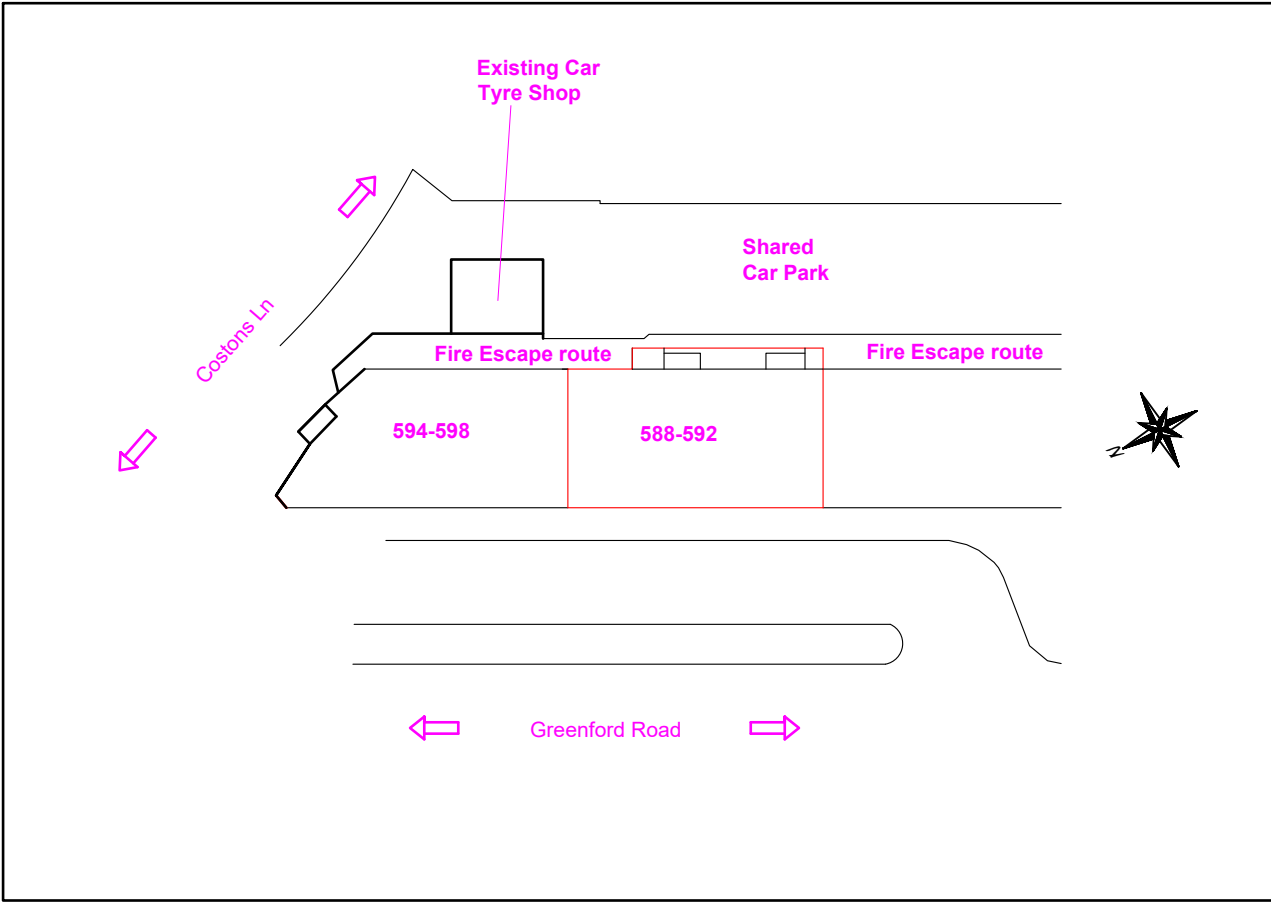 Existing Car
Tyre Shop
Shared
Car Park
Costons Ln
Fire Escape route
Fire Escape route
594-598
588-592
N
Greenford Road